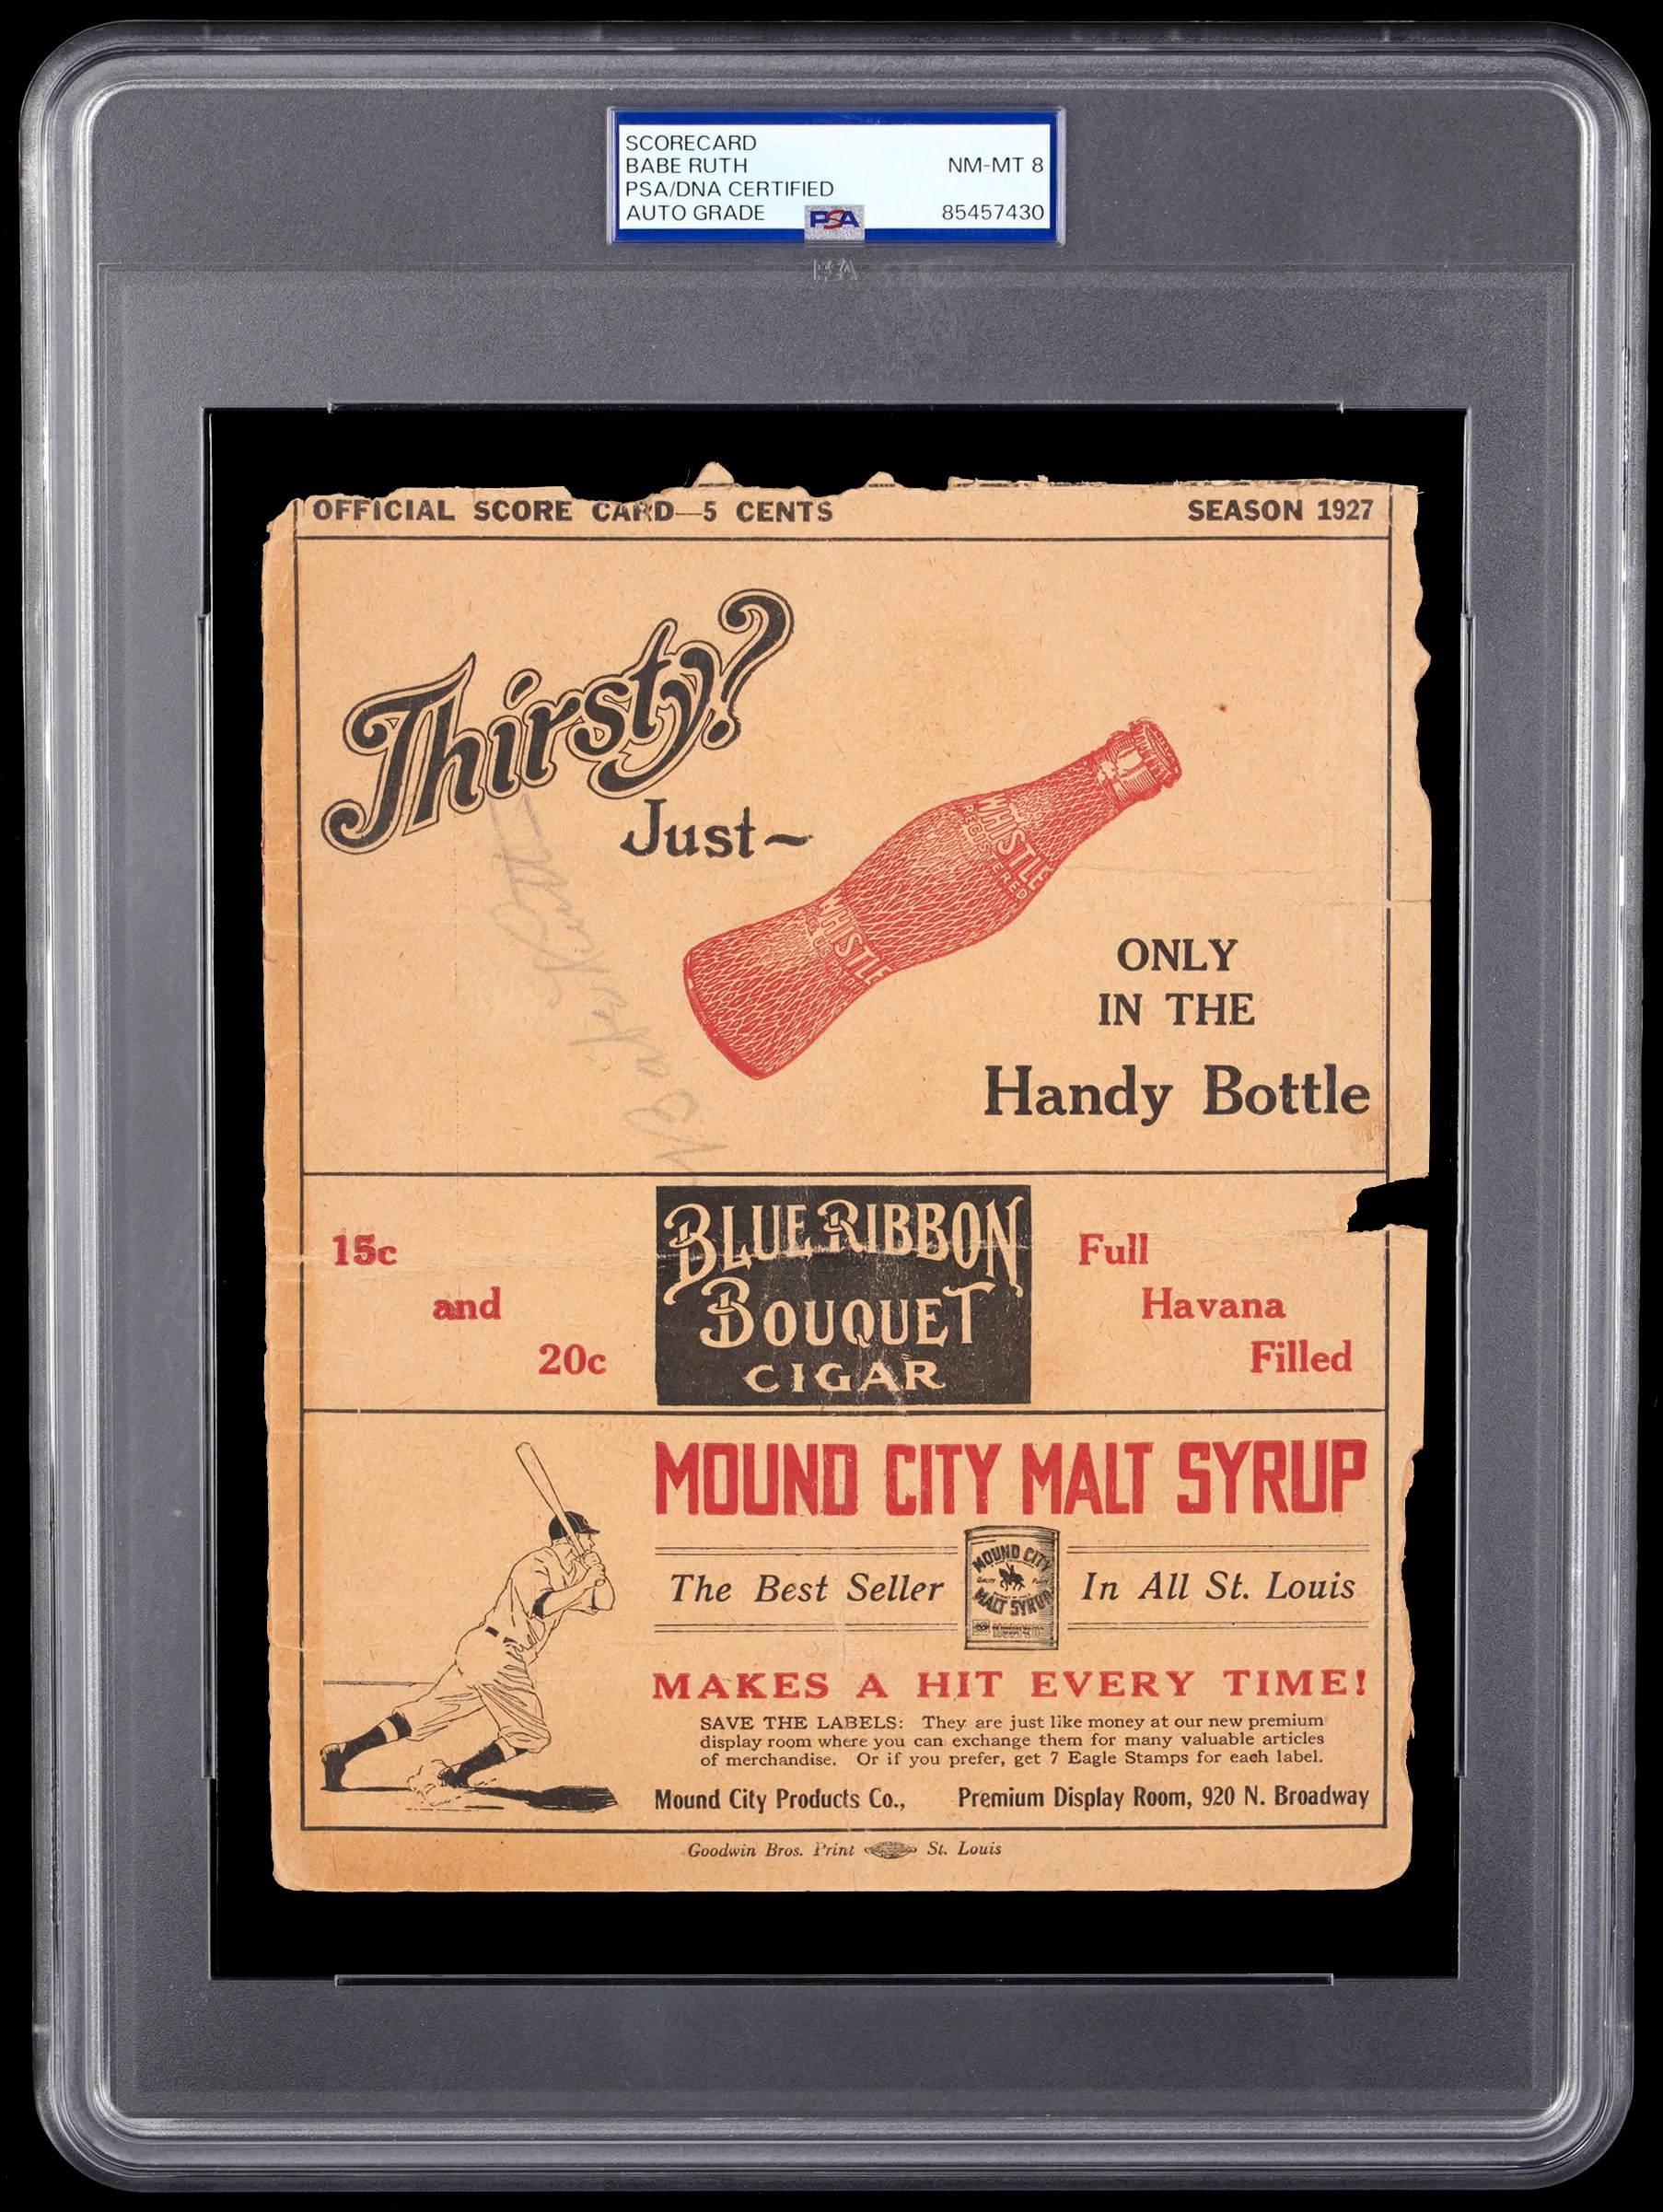 SCORECARD
BABE RUTH NM-MT 8
PSA/DNA CERTIFIED
AUTO GRADE PSA 85457430
PSA
OFFICIAL SCORE CARD—5 CENTS SEASON 1927
Thirsty?
Just~
WHISTLE
REGISTERED
WHISTLE
ONLY
IN THE
Handy Bottle
Babe Ruth
15c
and
20c
BLUE RIBBON
BOUQUET
CIGAR
Full
Havana
Filled
MOUND CITY MALT SYRUP
The Best Seller
MOUND CITY
MALT SYRUP
In All St. Louis
MAKES A HIT EVERY TIME!
SAVE THE LABELS: They are just like money at our new premium
display room where you can exchange them for many valuable articles
of merchandise. Or if you prefer, get 7 Eagle Stamps for each label.
Mound City Products Co., Premium Display Room, 920 N. Broadway
Goodwin Bros. Print St. Louis